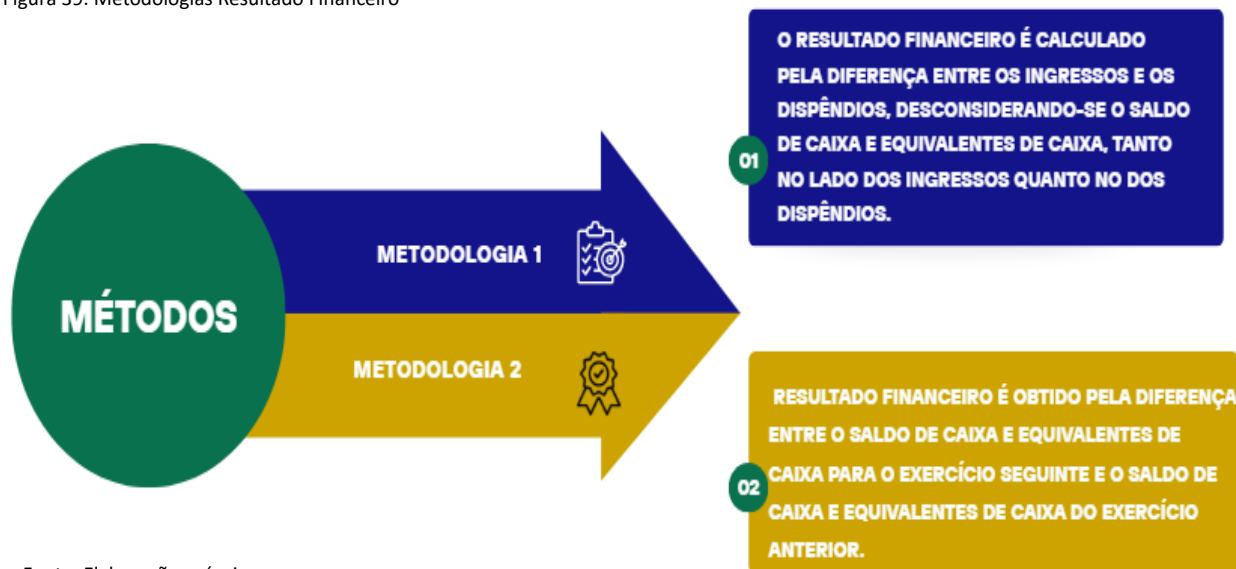 Figura 39: Metodologias Resultado Financeiro
O RESULTADO FINANCEIRO É CALCULADO
PELA DIFERENÇA ENTRE OS INGRESSOS E OS
DISPÊNDIOS, DESCONSIDERANDO-SE O SALDO
DE CAIXA E EQUIVALENTES DE CAIXA, TANTO
NO LADO DOS INGRESSOS QUANTO NO DOS
DISPÊNDIOS.
01
METODOLOGIA 1
MÉTODOS
METODOLOGIA 2
RESULTADO FINANCEIRO É OBTIDO PELA DIFERENÇA
ENTRE O SALDO DE CAIXA E EQUIVALENTES DE
CAIXA PARA O EXERCÍCIO SEGUINTE E O SALDO DE
CAIXA E EQUIVALENTES DE CAIXA DO EXERCÍCIO
ANTERIOR.
02